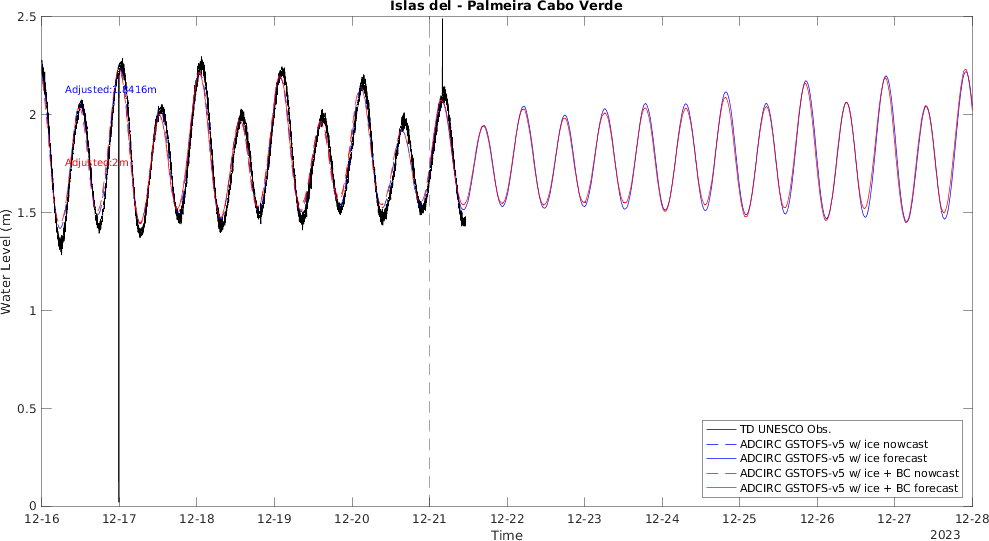 Islas del - Palmeira Cabo Verde
2.5
2
1.5
1
0.5
0
Water Level (m)
Adjusted:1.8416m
Adjusted:2m
TD UNESCO Obs.
ADCIRC GSTOFS-v5 w/ ice nowcast
ADCIRC GSTOFS-v5 w/ ice forecast
ADCIRC GSTOFS-v5 w/ ice + BC nowcast
ADCIRC GSTOFS-v5 w/ ice + BC forecast
12-16 12-17 12-18 12-19 12-20 12-21 12-22 12-23 12-24 12-25 12-26 12-27 12-28
Time
2023